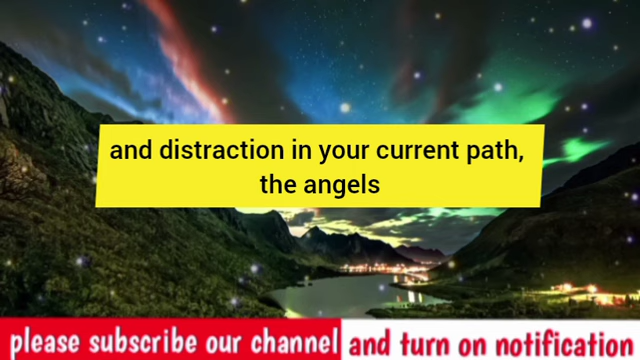 and distraction in your current path,
the angels
please subscribe our channel and turn on notification